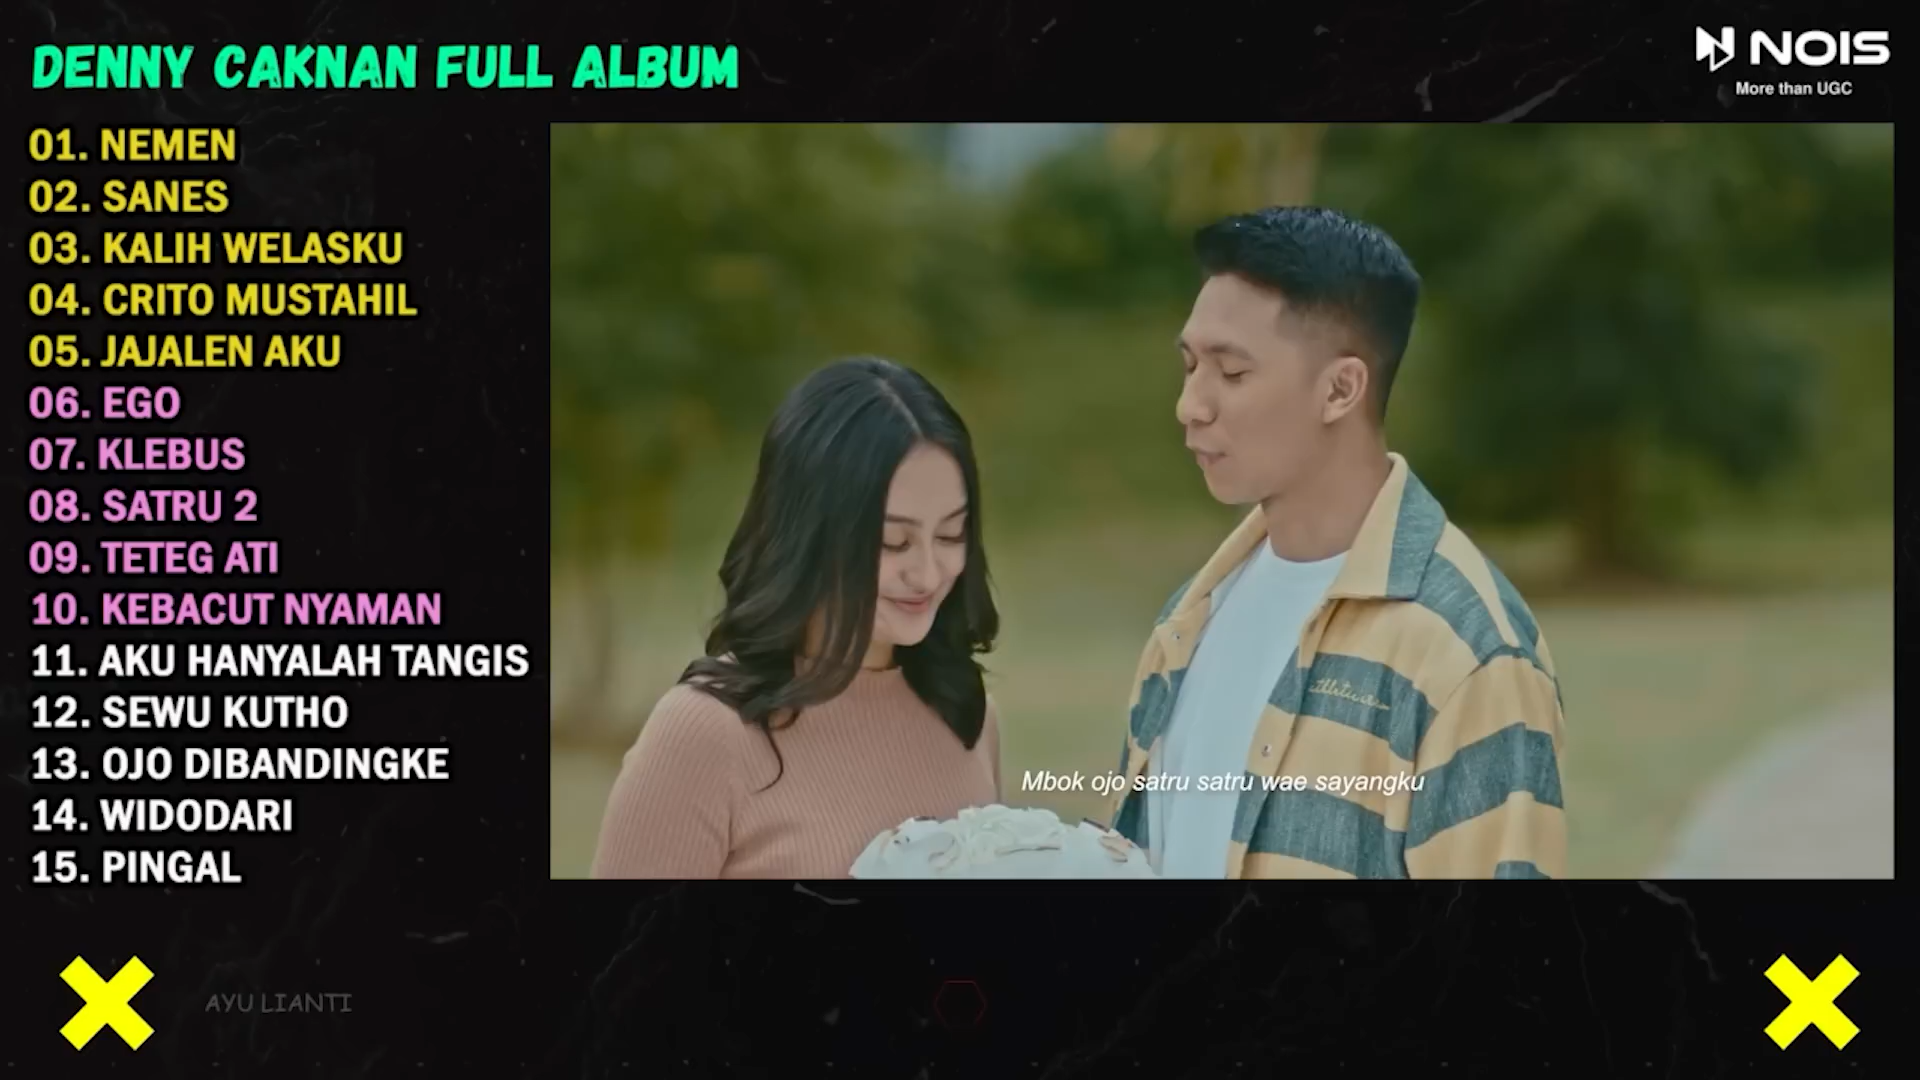 DENNY CAKNAN FULL ALBUM
NOIS
More than UGC
01. NEMEN
02. SANES
03. KALIH WELASKU
04. CRITO MUSTAHIL
05. JAJALEN AKU
06. EGO
07. KLEBUS
08. SATRU 2
09. TETEG ATI
10. KEBACUT NYAMAN
11. AKU HANYALAH TANGIS
12. SEWU KUTHO
13. OJO DIBANDINGKE
14. WIDODARI
15. PINGAL
Mbok ojo satru satru wae sayangku
AYU LIANTI